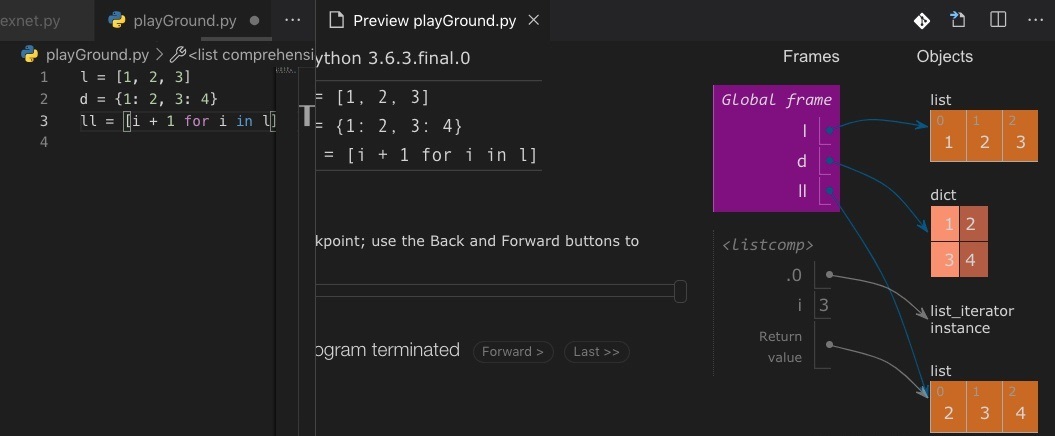 exnet.py playGround.py ... Preview playGround.py ...
playGround.py > <list comprehensi
1 l = [1, 2, 3]
2 d = {1: 2, 3: 4}
3 ll = [i + 1 for i in l]
4
T
ython 3.6.3.final.0
= [1, 2, 3]
= {1: 2, 3: 4}
= [i + 1 for i in l]
kpoint; use the Back and Forward buttons to
ogram terminated Forward > Last >>
Frames Objects
Global frame
l
d
ll
<listcomp>
.0
i 3
Return
value
list
0 1 2
1 2 3
dict
1 2
3 4
list_iterator
instance
list
0 1 2
2 3 4